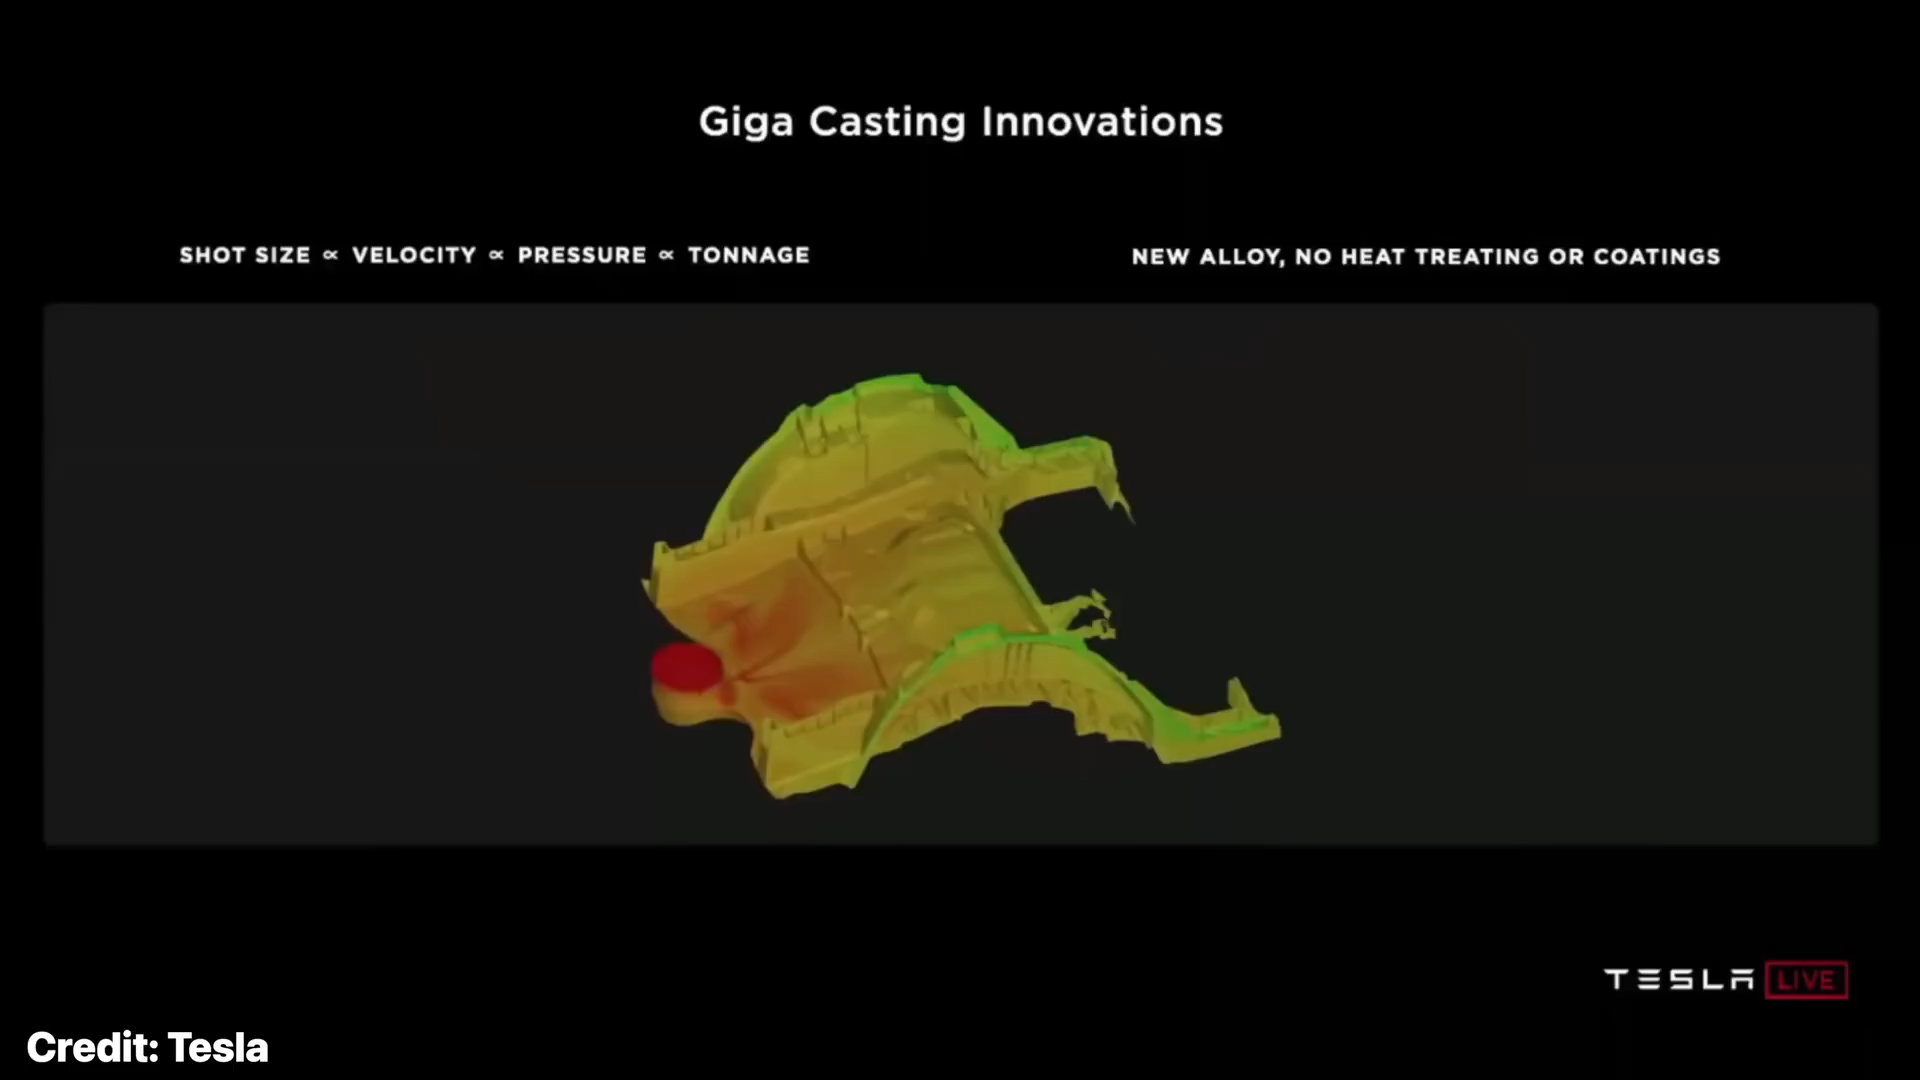 Giga Casting Innovations
SHOT SIZE ∝ VELOCITY ∝ PRESSURE ∝ TONNAGE
NEW ALLOY, NO HEAT TREATING OR COATINGS
TESLA LIVE
Credit: Tesla